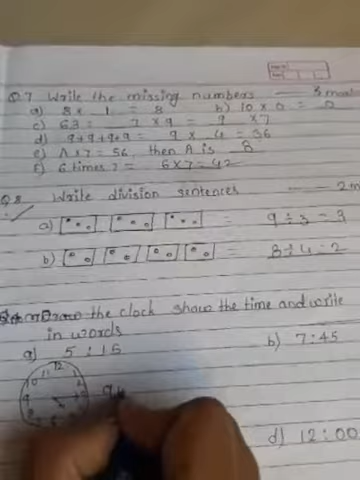 Q7 Write the missing numbers 3 marks
a) 8 × 1 = 8 b) 10 × 0 = 0
c) 63 = 7 × 9 = 9 × 7
d) 9+9+9+9 = 9 × 4 = 36
e) A × 7 = 56, then A is 8
f) 6 times 7 = 6 × 7 = 42
Q8 Write division sentences 2m
a) = 9 ÷ 3 = 3
b) = 8 ÷ 4 = 2
Draw the clock show the time and write
in words
a) 5 : 15 b) 7:45
d) 12:00